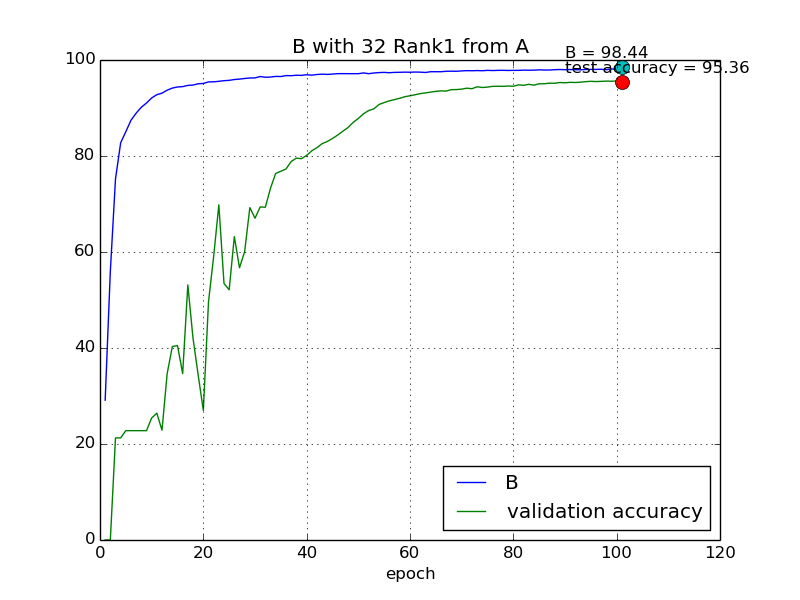 B with 32 Rank1 from A
B = 98.44
test accuracy = 95.36
100
80
60
40
20
0
0 20 40 60 80 100 120
epoch
B
validation accuracy